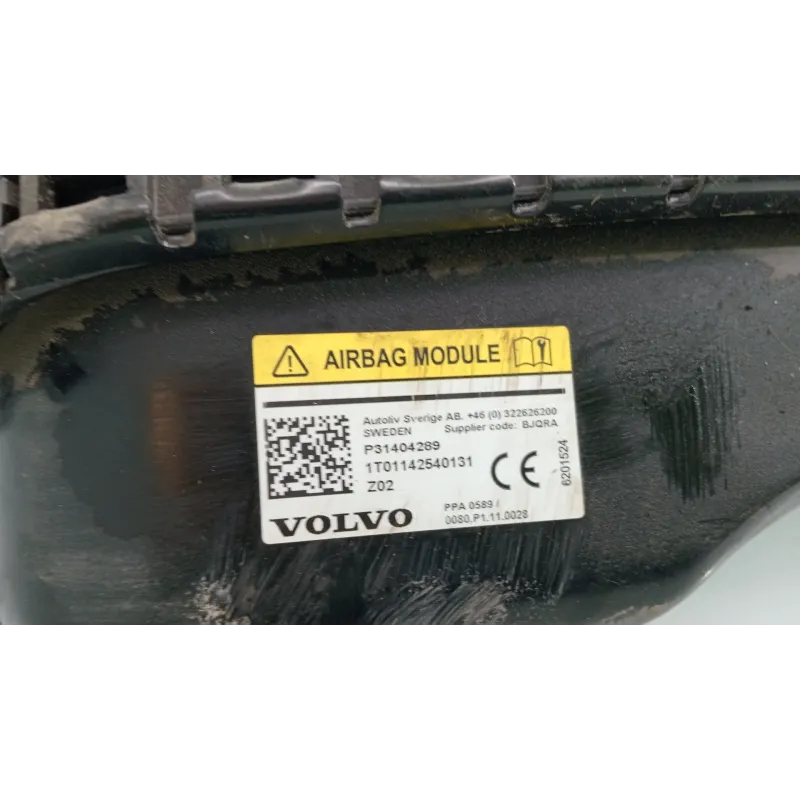 AIRBAG MODULE
Autoliv Sverige AB. +46 (0) 322626200
SWEDEN Supplier code: BJQRA
P31404289
1T01142540131
Z02
CE
6201524
VOLVO
PPA 0589 /
0080.P1.11.0028